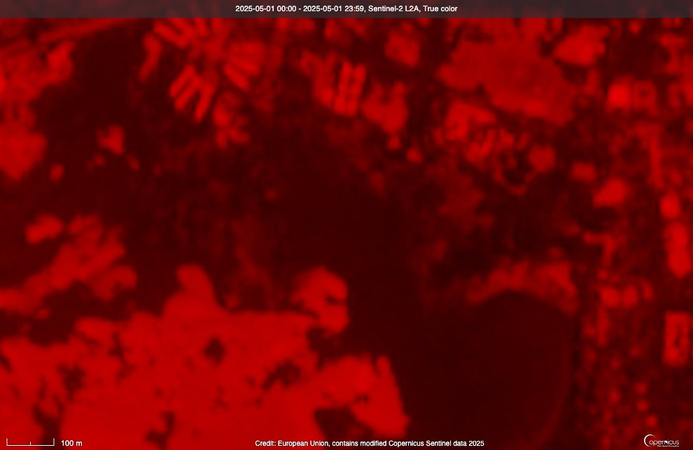 2025-05-01 00:00 - 2025-05-01 23:59, Sentinel-2 L2A, True color
100 m
Credit: European Union, contains modified Copernicus Sentinel data 2025
opernicus